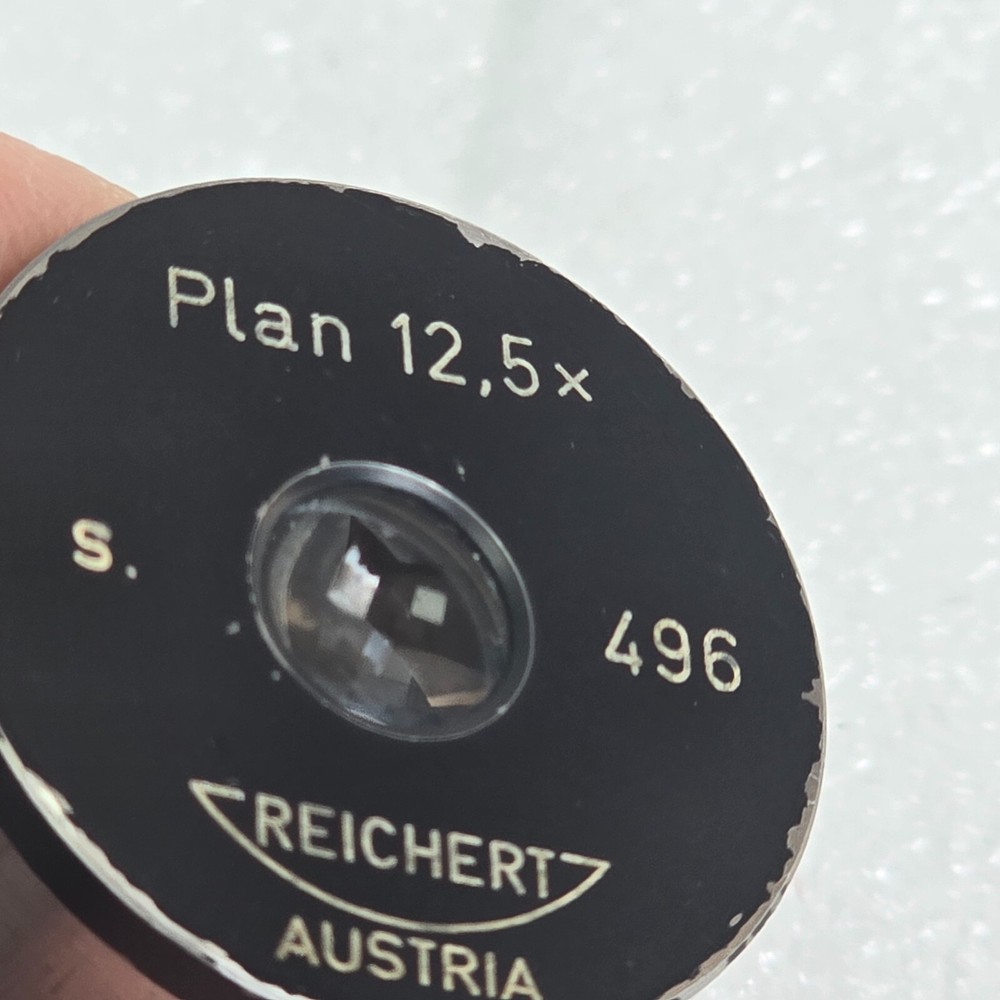 Plan 12,5×
s. 496
REICHERT
AUSTRIA